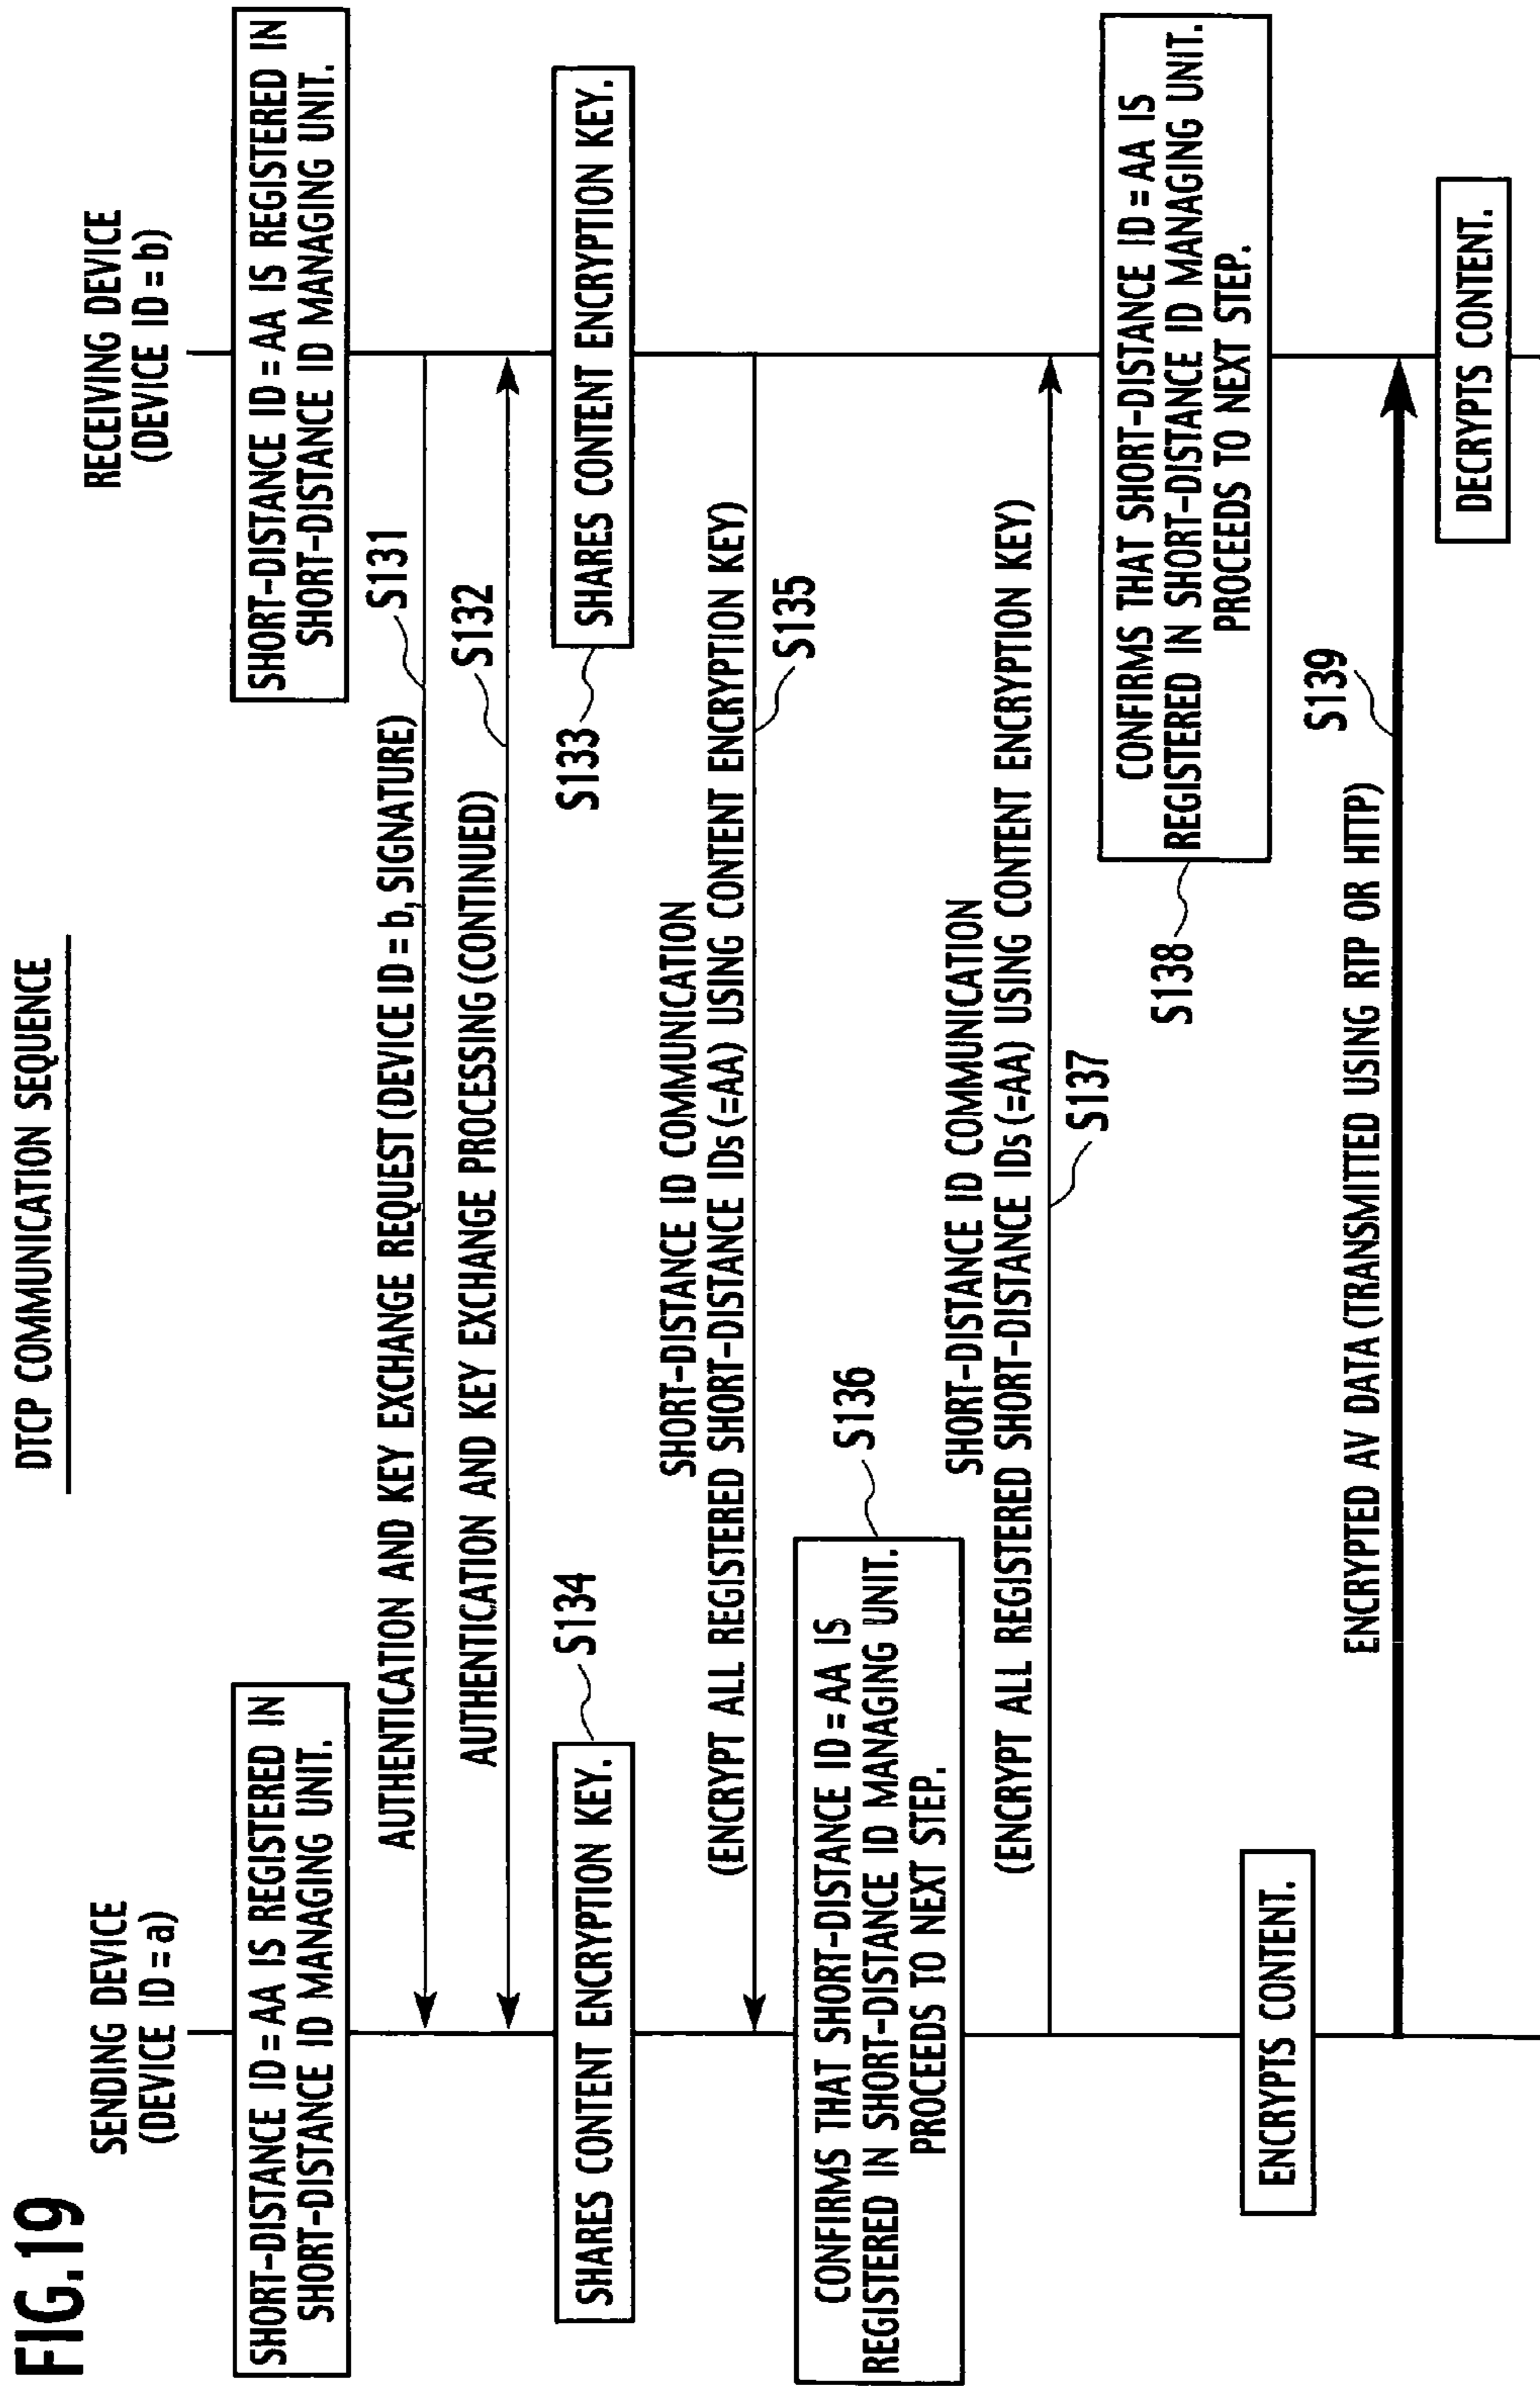 FIG.19
DTCP COMMUNICATION SEQUENCE
SENDING DEVICE
(DEVICE ID = a)
RECEIVING DEVICE
(DEVICE ID = b)
SHORT-DISTANCE ID = AA IS REGISTERED IN
SHORT-DISTANCE ID MANAGING UNIT.
SHORT-DISTANCE ID = AA IS REGISTERED IN
SHORT-DISTANCE ID MANAGING UNIT.
AUTHENTICATION AND KEY EXCHANGE REQUEST (DEVICE ID = b, SIGNATURE)
S131
AUTHENTICATION AND KEY EXCHANGE PROCESSING (CONTINUED)
S132
SHARES CONTENT ENCRYPTION KEY.
S134
S133
SHARES CONTENT ENCRYPTION KEY.
SHORT-DISTANCE ID COMMUNICATION
(ENCRYPT ALL REGISTERED SHORT-DISTANCE IDs (=AA) USING CONTENT ENCRYPTION KEY)
S135
CONFIRMS THAT SHORT-DISTANCE ID = AA IS
REGISTERED IN SHORT-DISTANCE ID MANAGING UNIT.
PROCEEDS TO NEXT STEP.
S136
SHORT-DISTANCE ID COMMUNICATION
(ENCRYPT ALL REGISTERED SHORT-DISTANCE IDs (=AA) USING CONTENT ENCRYPTION KEY)
S137
CONFIRMS THAT SHORT-DISTANCE ID = AA IS
REGISTERED IN SHORT-DISTANCE ID MANAGING UNIT.
PROCEEDS TO NEXT STEP.
S138
ENCRYPTS CONTENT.
ENCRYPTED AV DATA (TRANSMITTED USING RTP OR HTTP)
S139
DECRYPTS CONTENT.